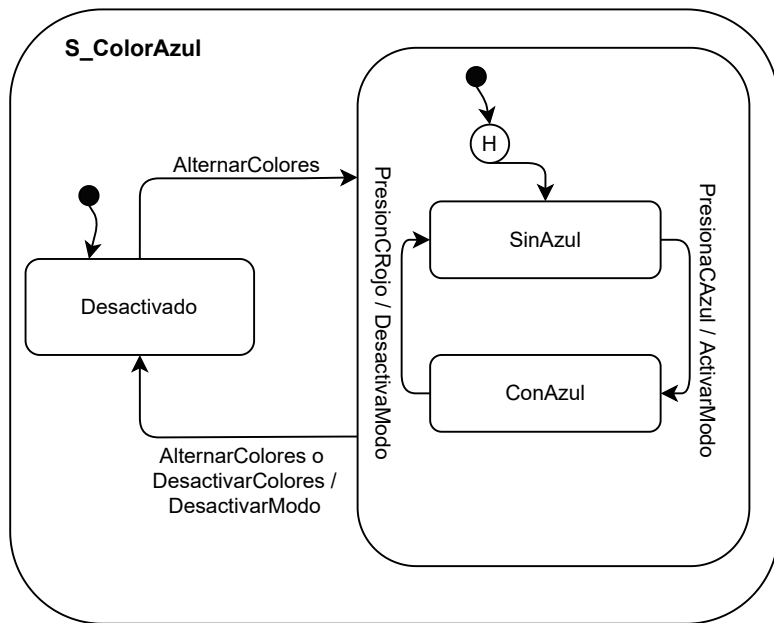 S_ColorAzul
AlternarColores
H
SinAzul
Desactivado
PresionCRojo / DesactivaModo
PresionaCAzul / ActivarModo
ConAzul
AlternarColores o
DesactivarColores /
DesactivarModo